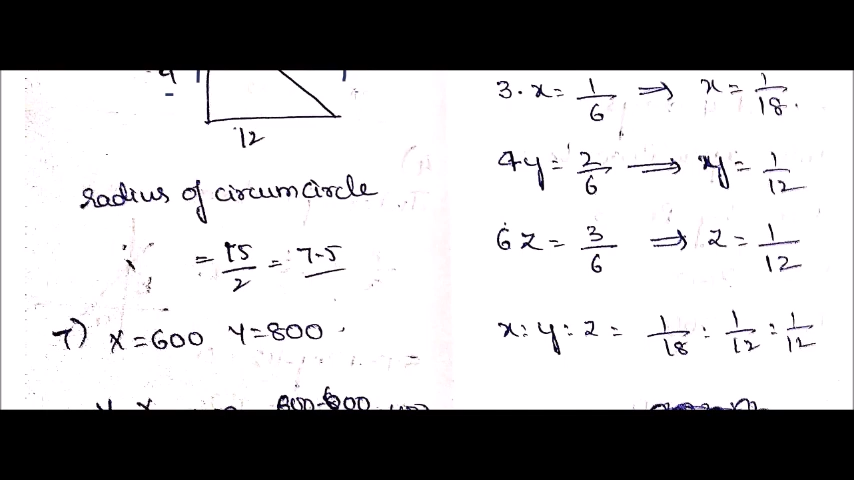 9
12
radius of circumcircle
= 15/2 = 7.5
7) X=600 Y=800
3.x = 1/6 ⇒ x = 1/18.
4y = 2/6 ⇒ y = 1/12
6z = 3/6 ⇒ z = 1/12
x:y:z = 1/18 : 1/12 : 1/12